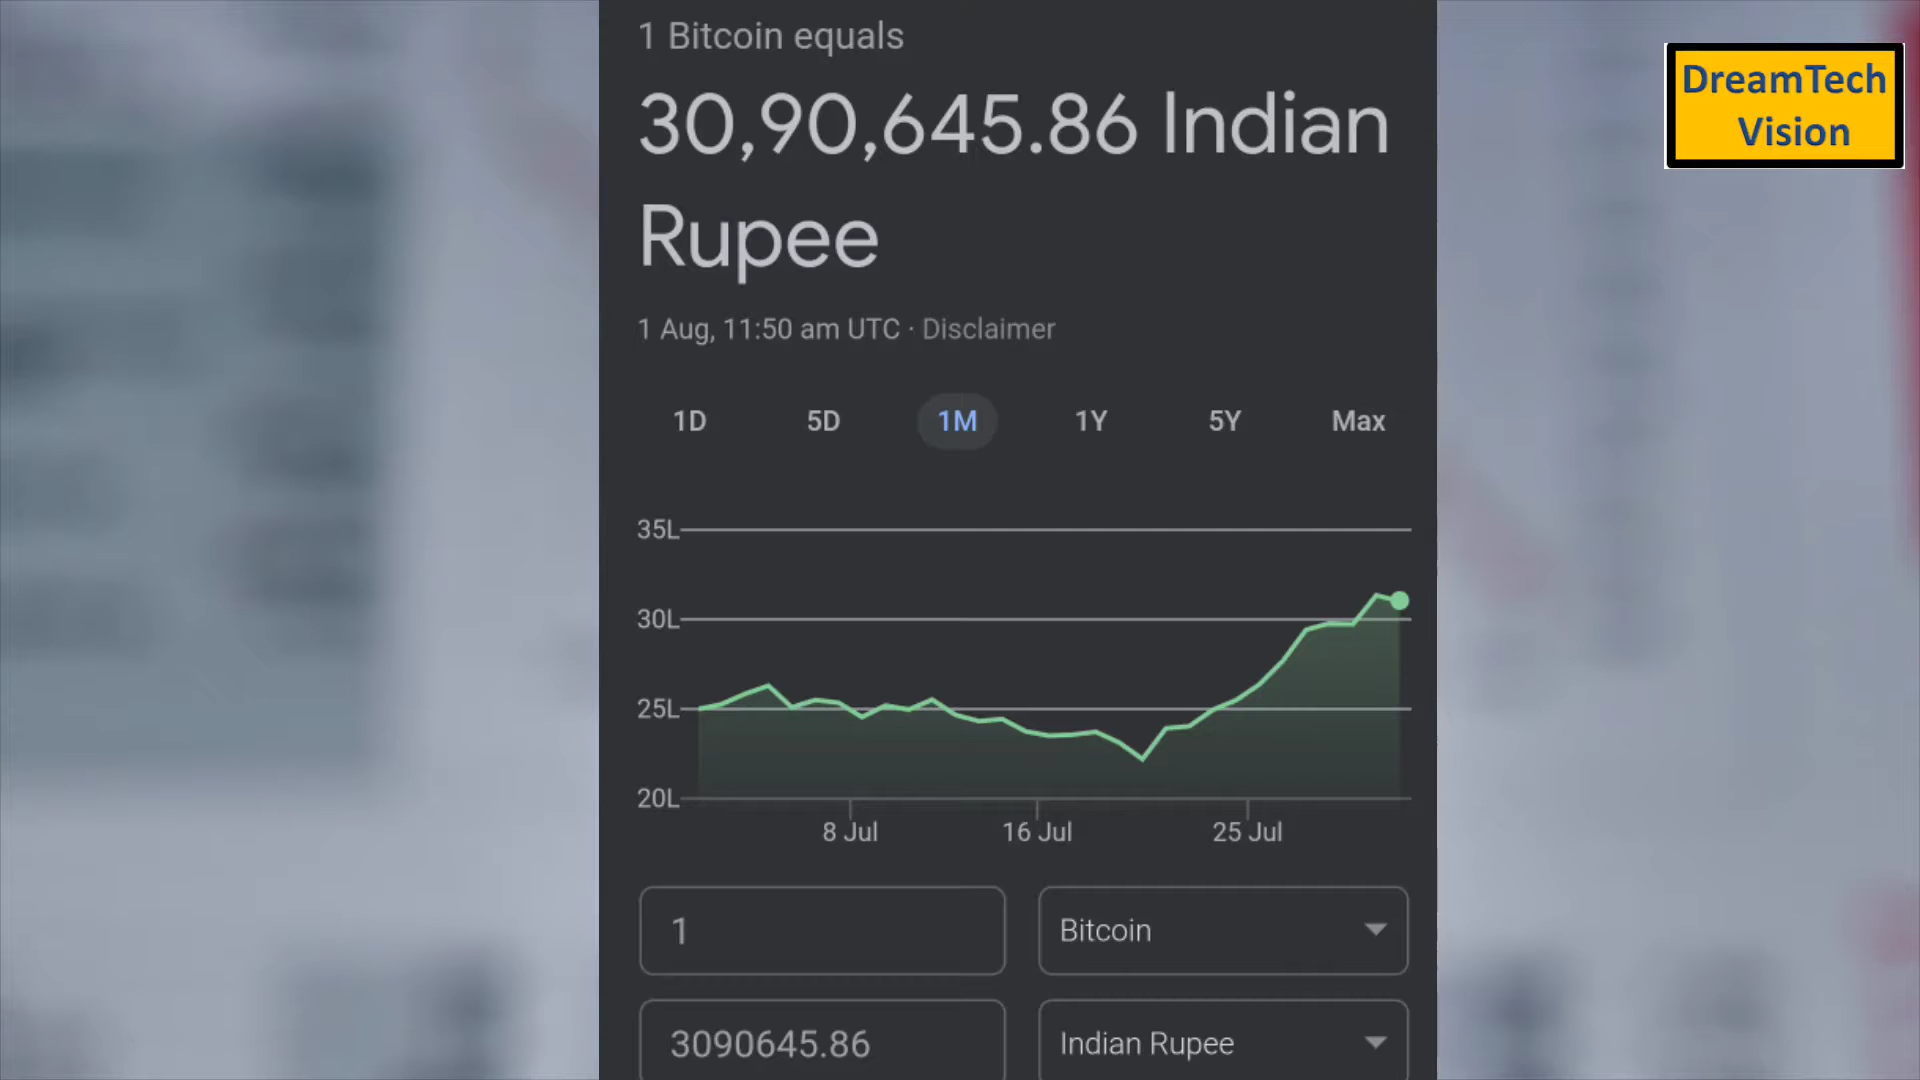 1 Bitcoin equals
30,90,645.86 Indian
Rupee
1 Aug, 11:50 am UTC · Disclaimer
1D 5D 1M 1Y 5Y Max
35L
30L
25L
20L
8 Jul 16 Jul 25 Jul
1 Bitcoin
3090645.86 Indian Rupee
DreamTech
Vision